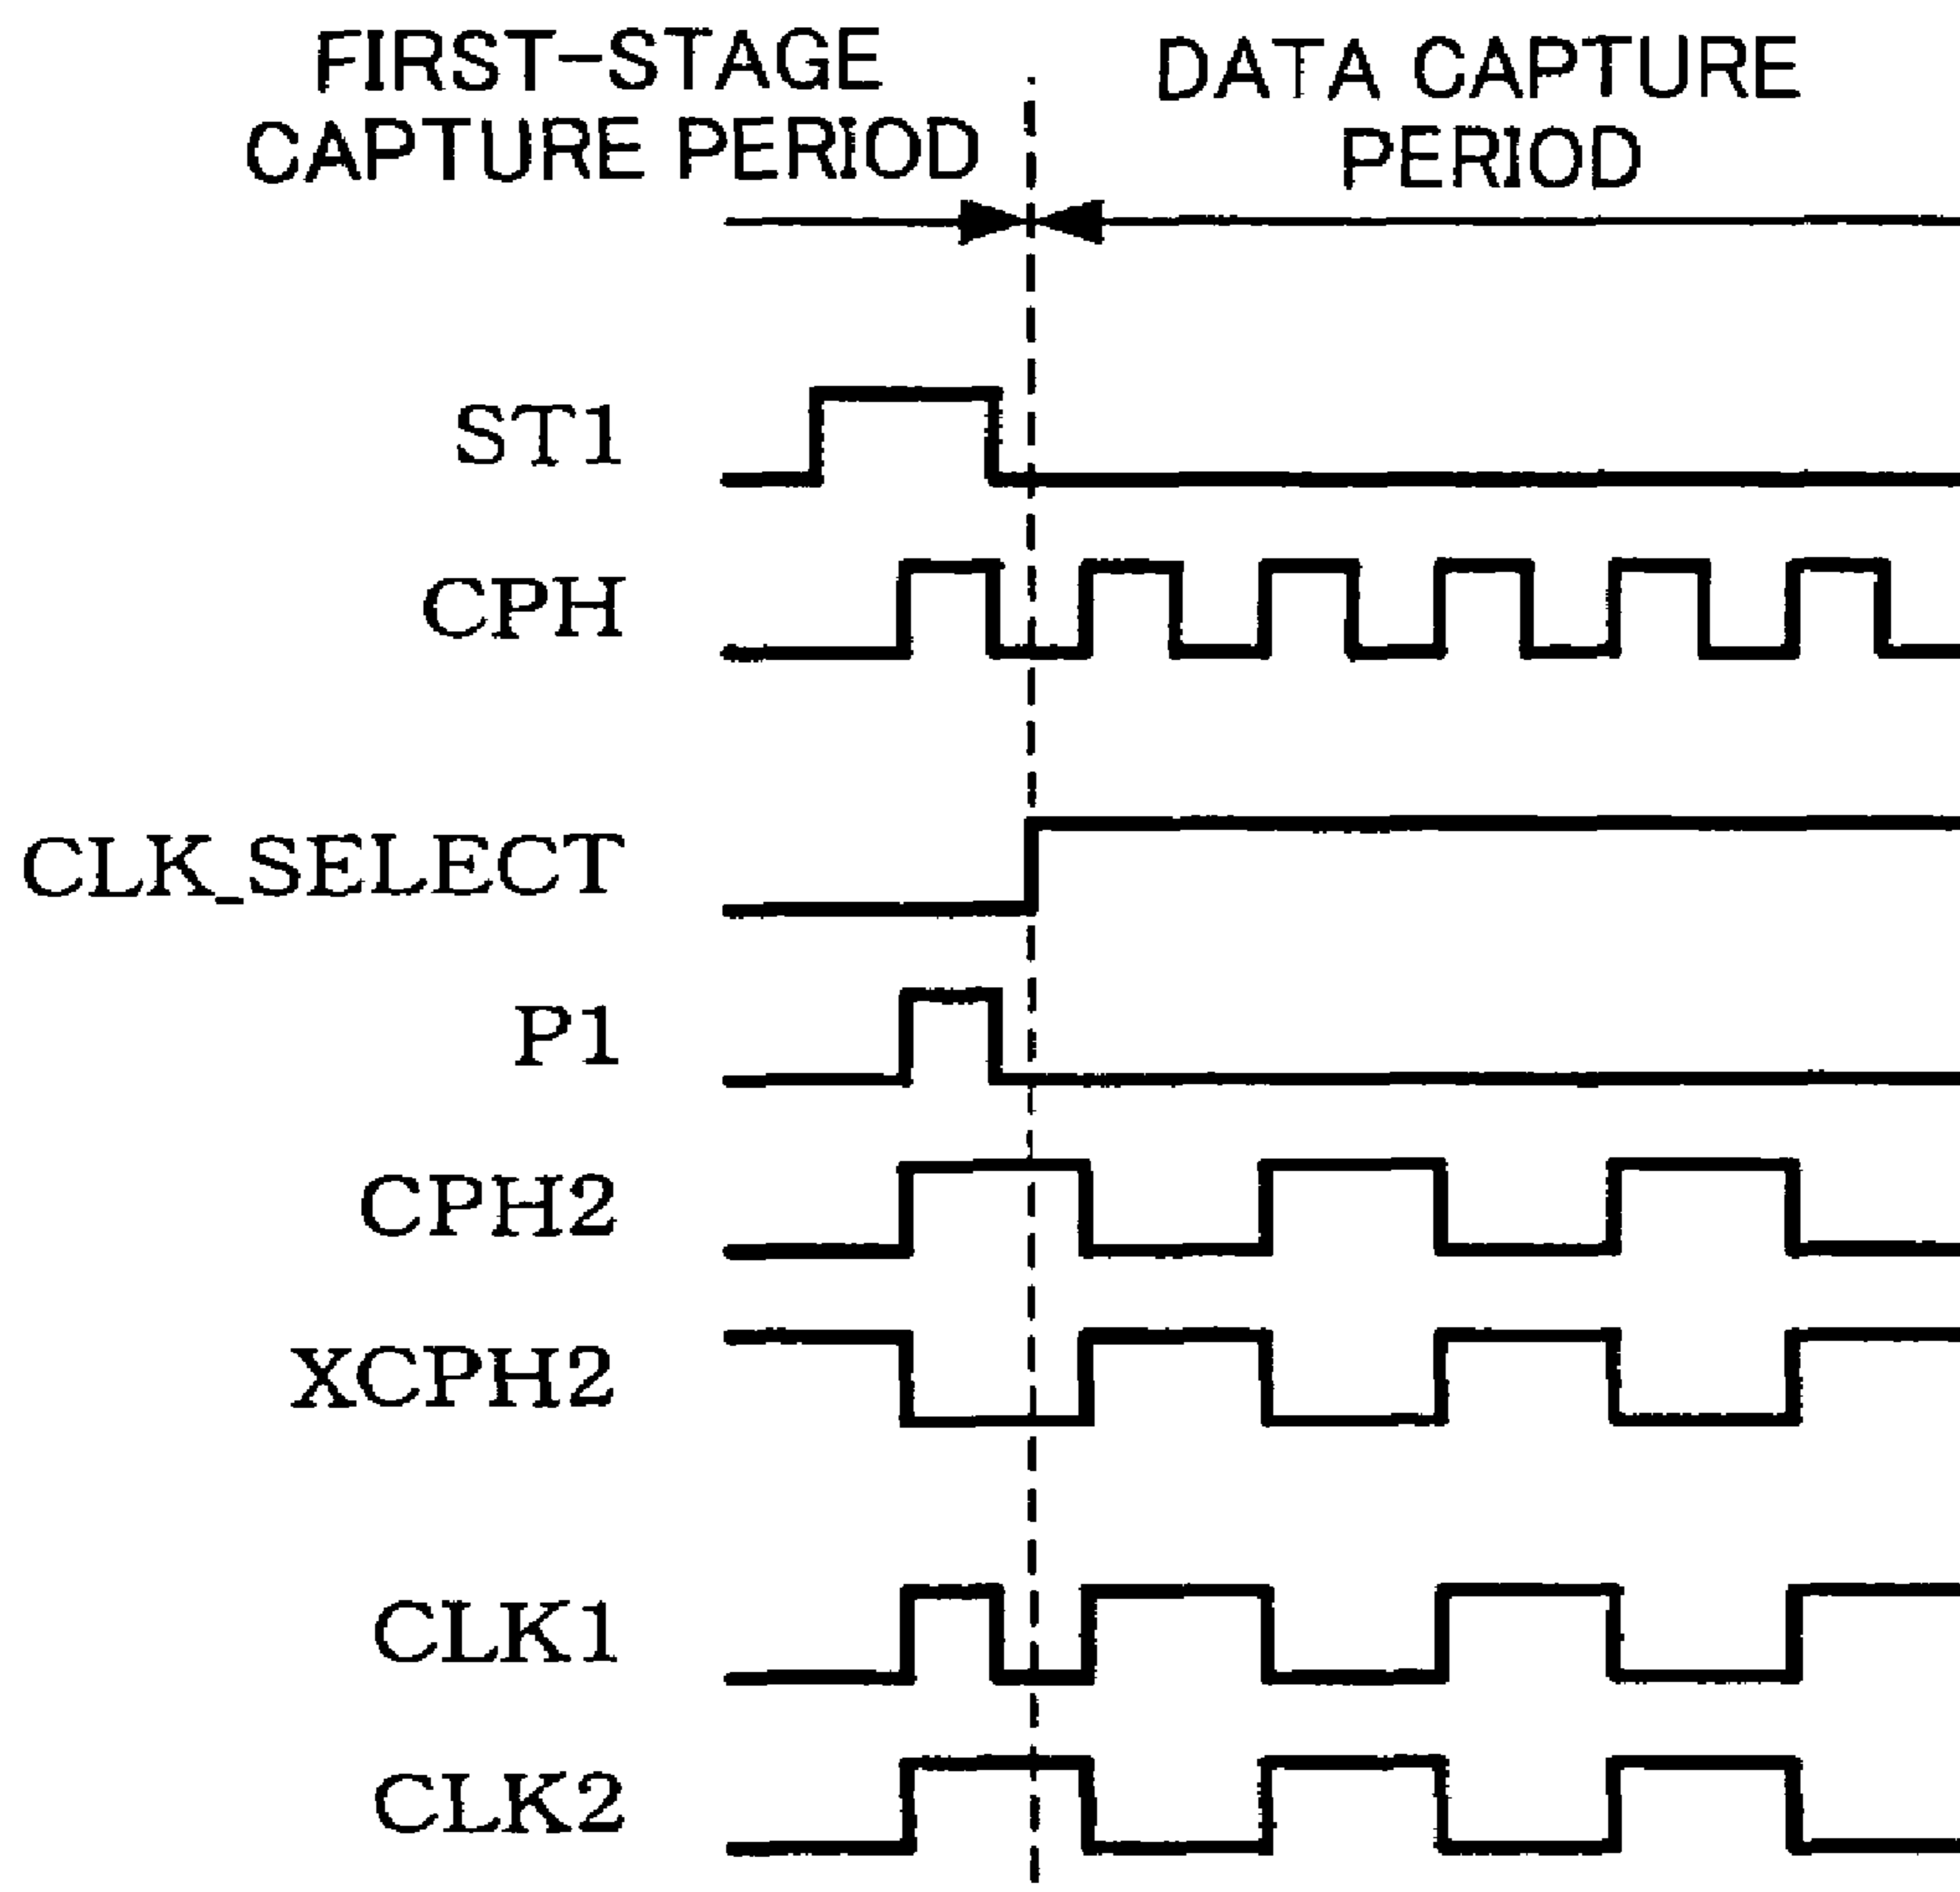 FIRST-STAGE
CAPTURE PERIOD
DATA CAPTURE
PERIOD
ST1
CPH
CLK_SELECT
P1
CPH2
XCPH2
CLK1
CLK2